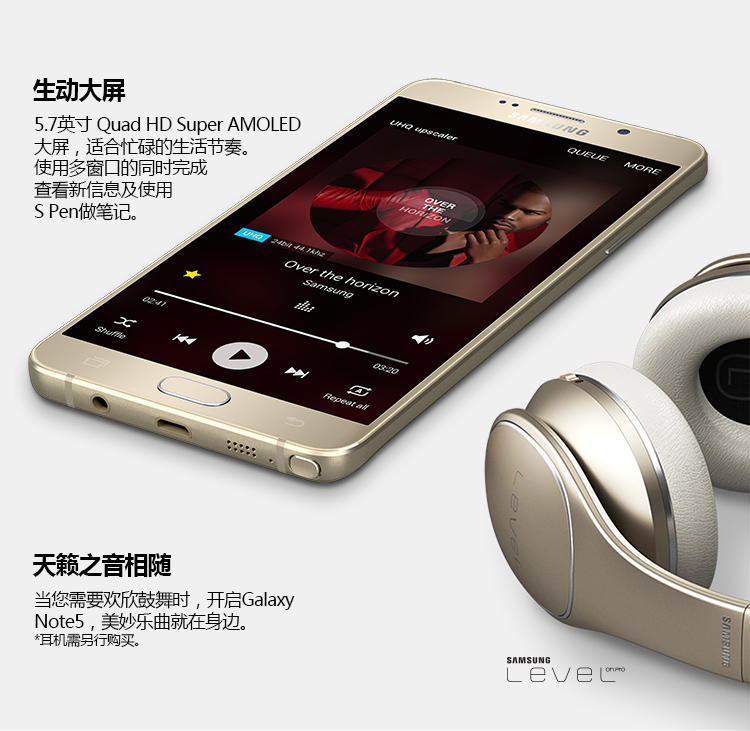 生动大屏
5.7英寸 Quad HD Super AMOLED
大屏，适合忙碌的生活节奏。
使用多窗口的同时完成
查看新信息及使用
S Pen做笔记。
SAMSUNG
UHQ upscaler
QUEUE MORE
OVER
THE
HORIZON
UHQ 24bit 44.1khz
Over the horizon
Samsung
02:41
03:20
Shuffle
A
Repeat all
Level
SAMSUNG
天籁之音相随
当您需要欢欣鼓舞时，开启Galaxy
Note5，美妙乐曲就在身边。
*耳机需另行购买。
SAMSUNG
LEVEL on PRO